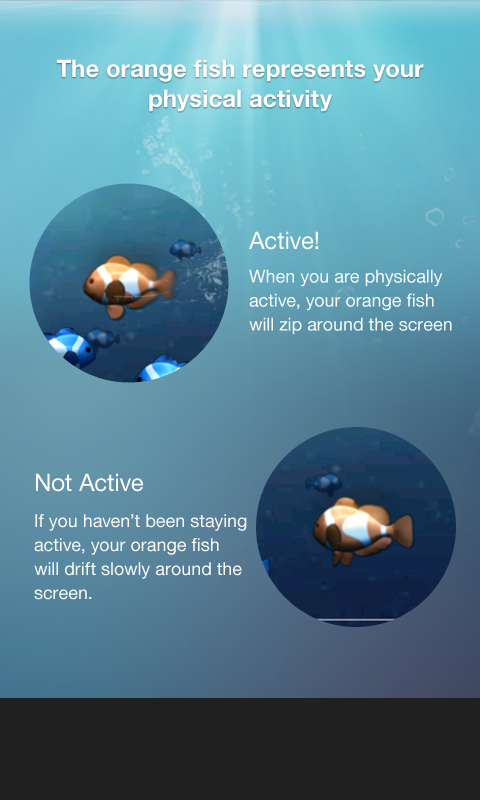 The orange fish represents your
physical activity
Active!
When you are physically
active, your orange fish
will zip around the screen
Not Active
If you haven’t been staying
active, your orange fish
will drift slowly around the
screen.